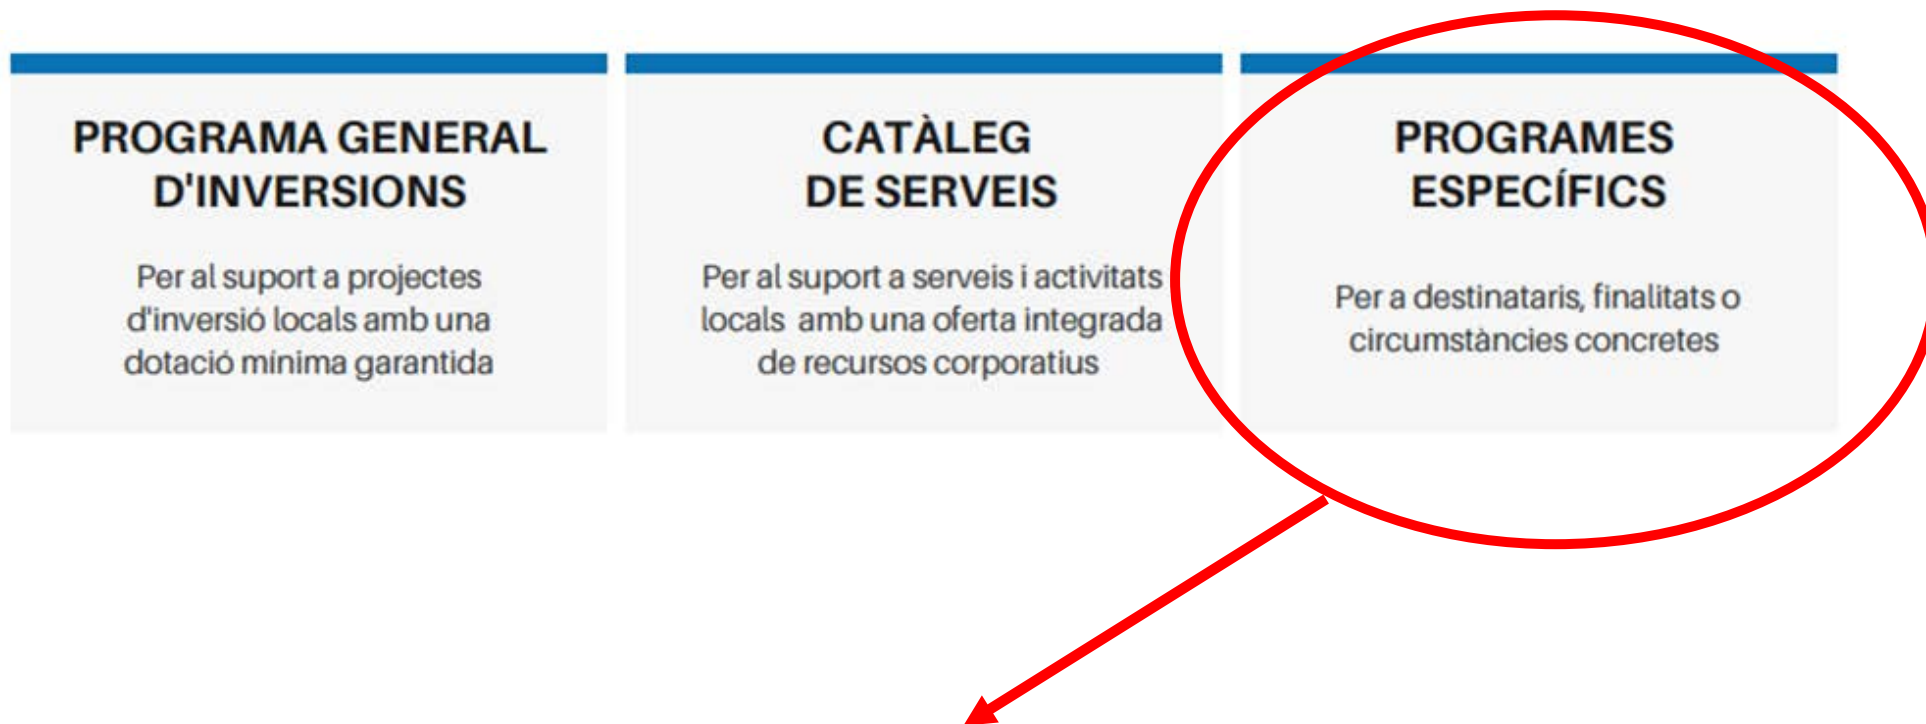 PROGRAMA GENERAL
D'INVERSIONS
Per al suport a projectes
d'inversió locals amb una
dotació mínima garantida
CATÀLEG
DE SERVEIS
Per al suport a serveis i activitats
locals amb una oferta integrada
de recursos corporatius
PROGRAMES
ESPECÍFICS
Per a destinataris, finalitats o
circumstàncies concretes